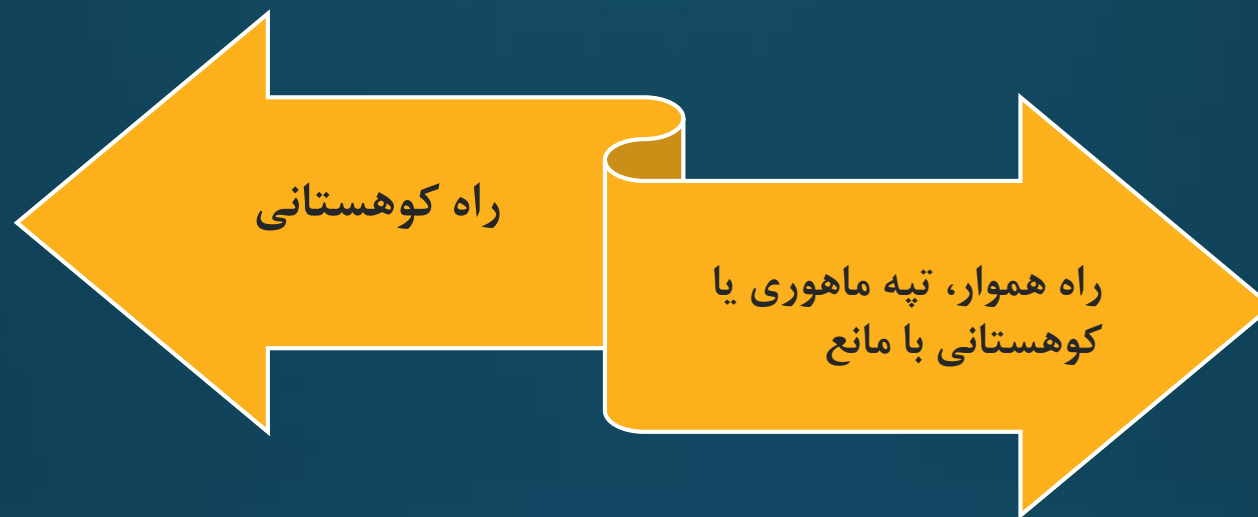 راه کوهستانی
راه هموار، تپه ماهوری یا
کوهستانی با مانع